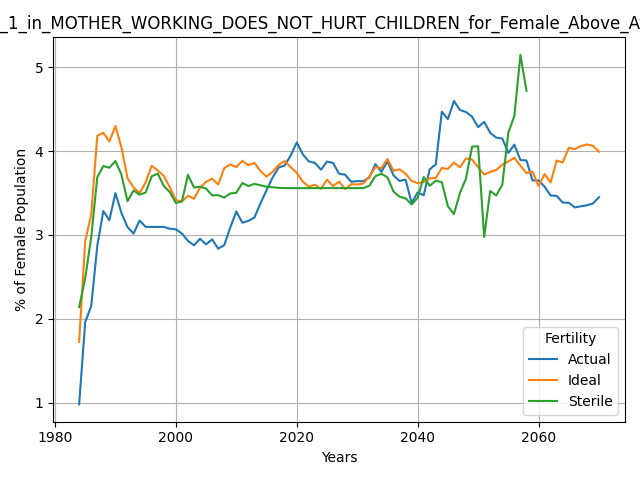 _1_in_MOTHER_WORKING_DOES_NOT_HURT_CHILDREN_for_Female_Above_A
5
4
3
2
1
% of Female Population
1980
2000
2020
2040
2060
Years
Fertility
Actual
Ideal
Sterile